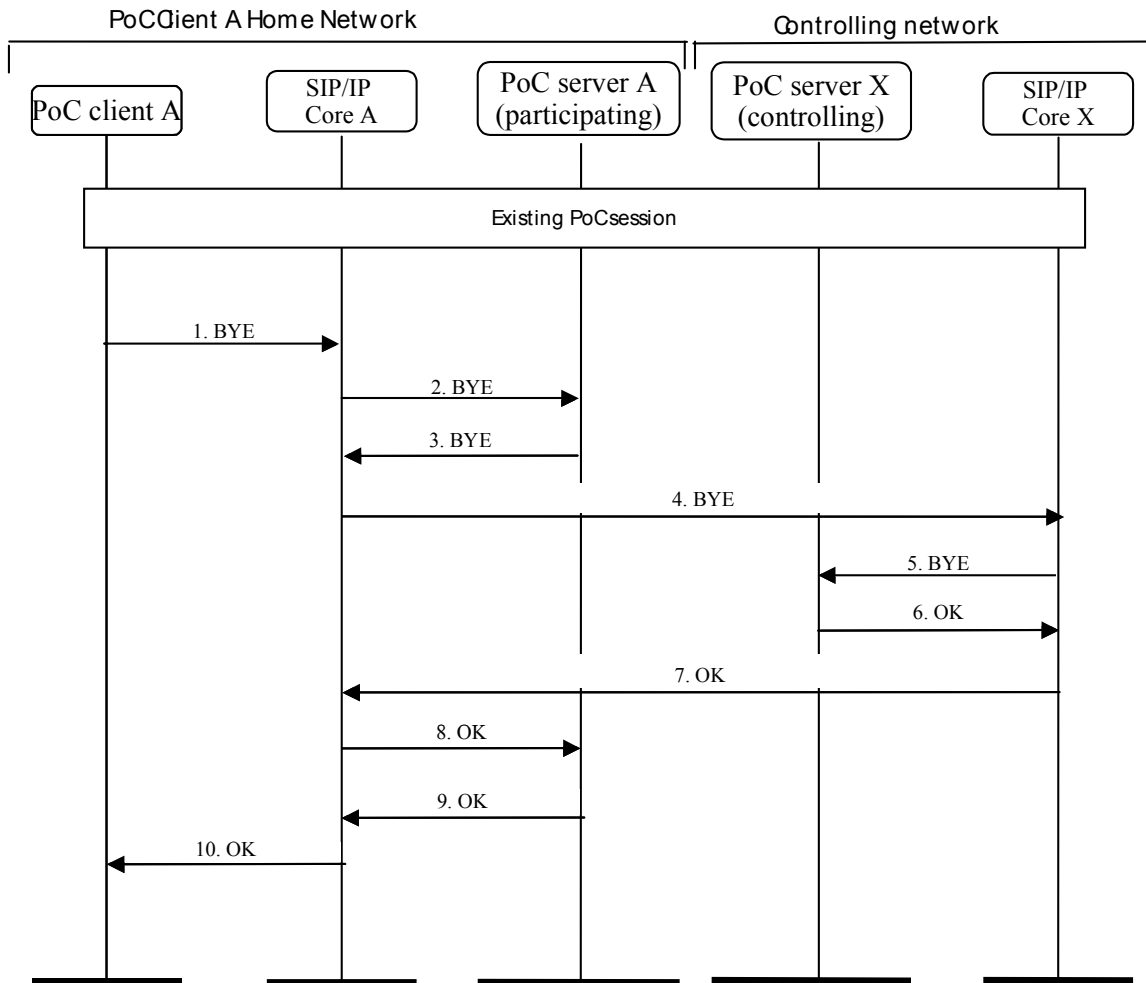 PoCClient A Home Network
Controlling network
PoC client A
SIP/IP
Core A
PoC server A
(participating)
PoC server X
(controlling)
SIP/IP
Core X
Existing PoCsession
1. BYE
2. BYE
3. BYE
4. BYE
5. BYE
6. OK
7. OK
8. OK
9. OK
10. OK